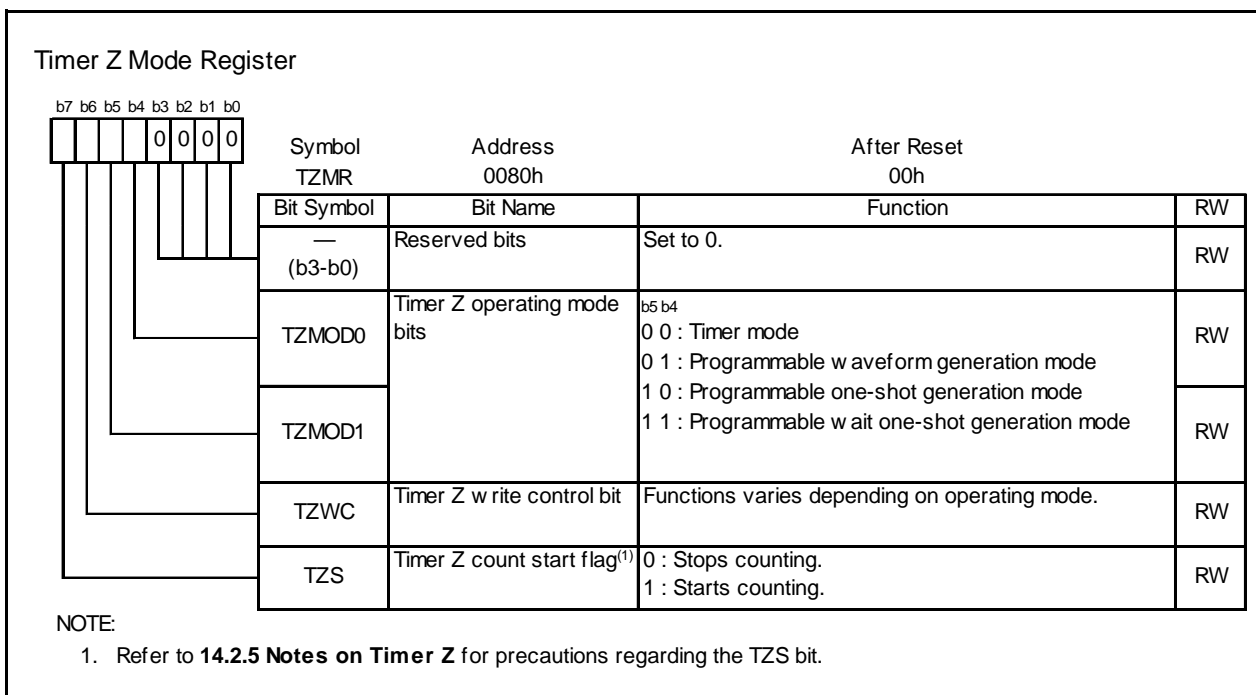 Timer Z Mode Register
b7 b6 b5 b4 b3 b2 b1 b0
0 0 0 0
Symbol Address After Reset
TZMR 0080h 00h
Bit Symbol Bit Name Function RW
—
(b3-b0)
Reserved bits
Set to 0.
RW
TZMOD0
Timer Z operating mode
bits
b5 b4
0 0 : Timer mode
0 1 : Programmable waveform generation mode
1 0 : Programmable one-shot generation mode
1 1 : Programmable wait one-shot generation mode
RW
TZMOD1
RW
TZWC
Timer Z write control bit
Functions varies depending on operating mode.
RW
TZS
Timer Z count start flag(1)
0 : Stops counting.
1 : Starts counting.
RW
NOTE:
1. Refer to 14.2.5 Notes on Timer Z for precautions regarding the TZS bit.